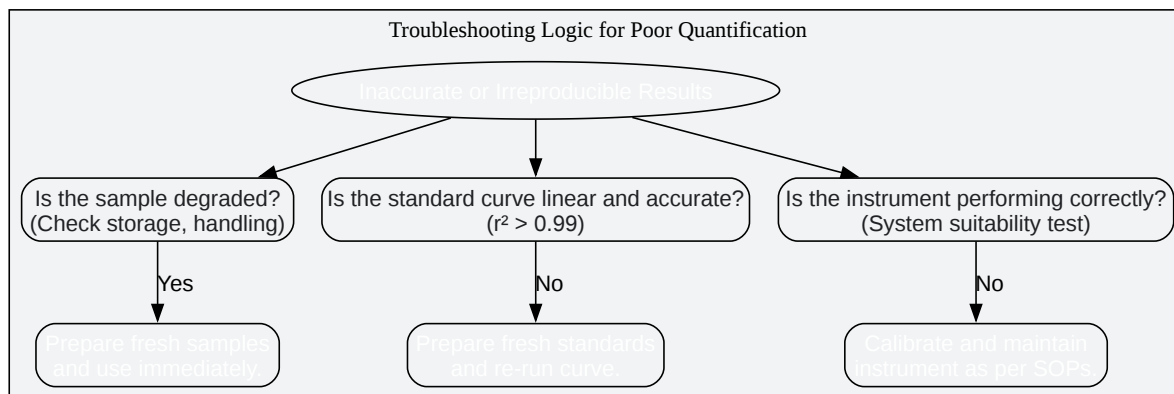 Troubleshooting Logic for Poor Quantification
Inaccurate or Irreproducible Results
Is the sample degraded?
(Check storage, handling)
Is the standard curve linear and accurate?
(r² > 0.99)
Is the instrument performing correctly?
(System suitability test)
Yes
No
No
Prepare fresh samples
and use immediately.
Prepare fresh standards
and re-run curve.
Calibrate and maintain
instrument as per SOPs.